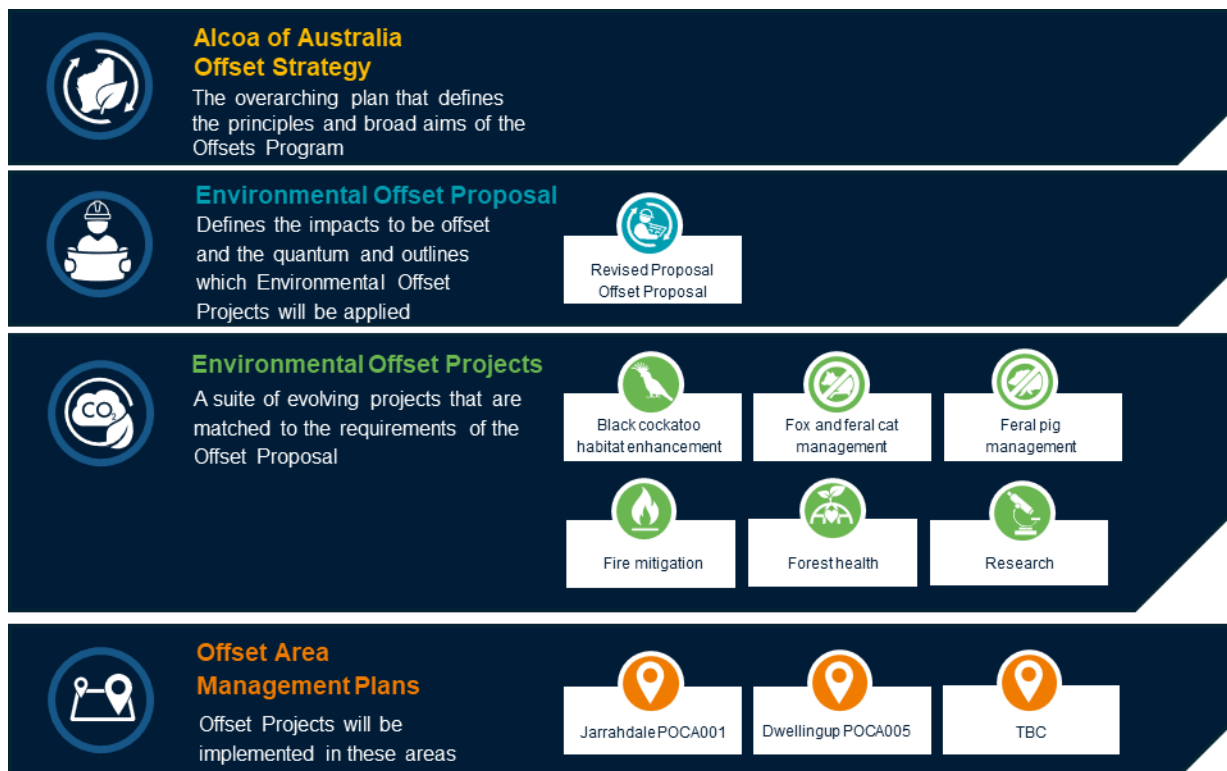 Alcoa of Australia
Offset Strategy
The overarching plan that defines
the principles and broad aims of the
Offsets Program
Environmental Offset Proposal
Defines the impacts to be offset
and the quantum and outlines
which Environmental Offset
Projects will be applied
Revised Proposal
Offset Proposal
Environmental Offset Projects
A suite of evolving projects that are
matched to the requirements of the
Offset Proposal
CO2
Black cockatoo
habitat enhancement
Fox and feral cat
management
Feral pig
management
Fire mitigation
Forest health
Research
Offset Area
Management Plans
Offset Projects will be
implemented in these areas
Jarrahdale POCA001
Dwellingup POCA005
TBC